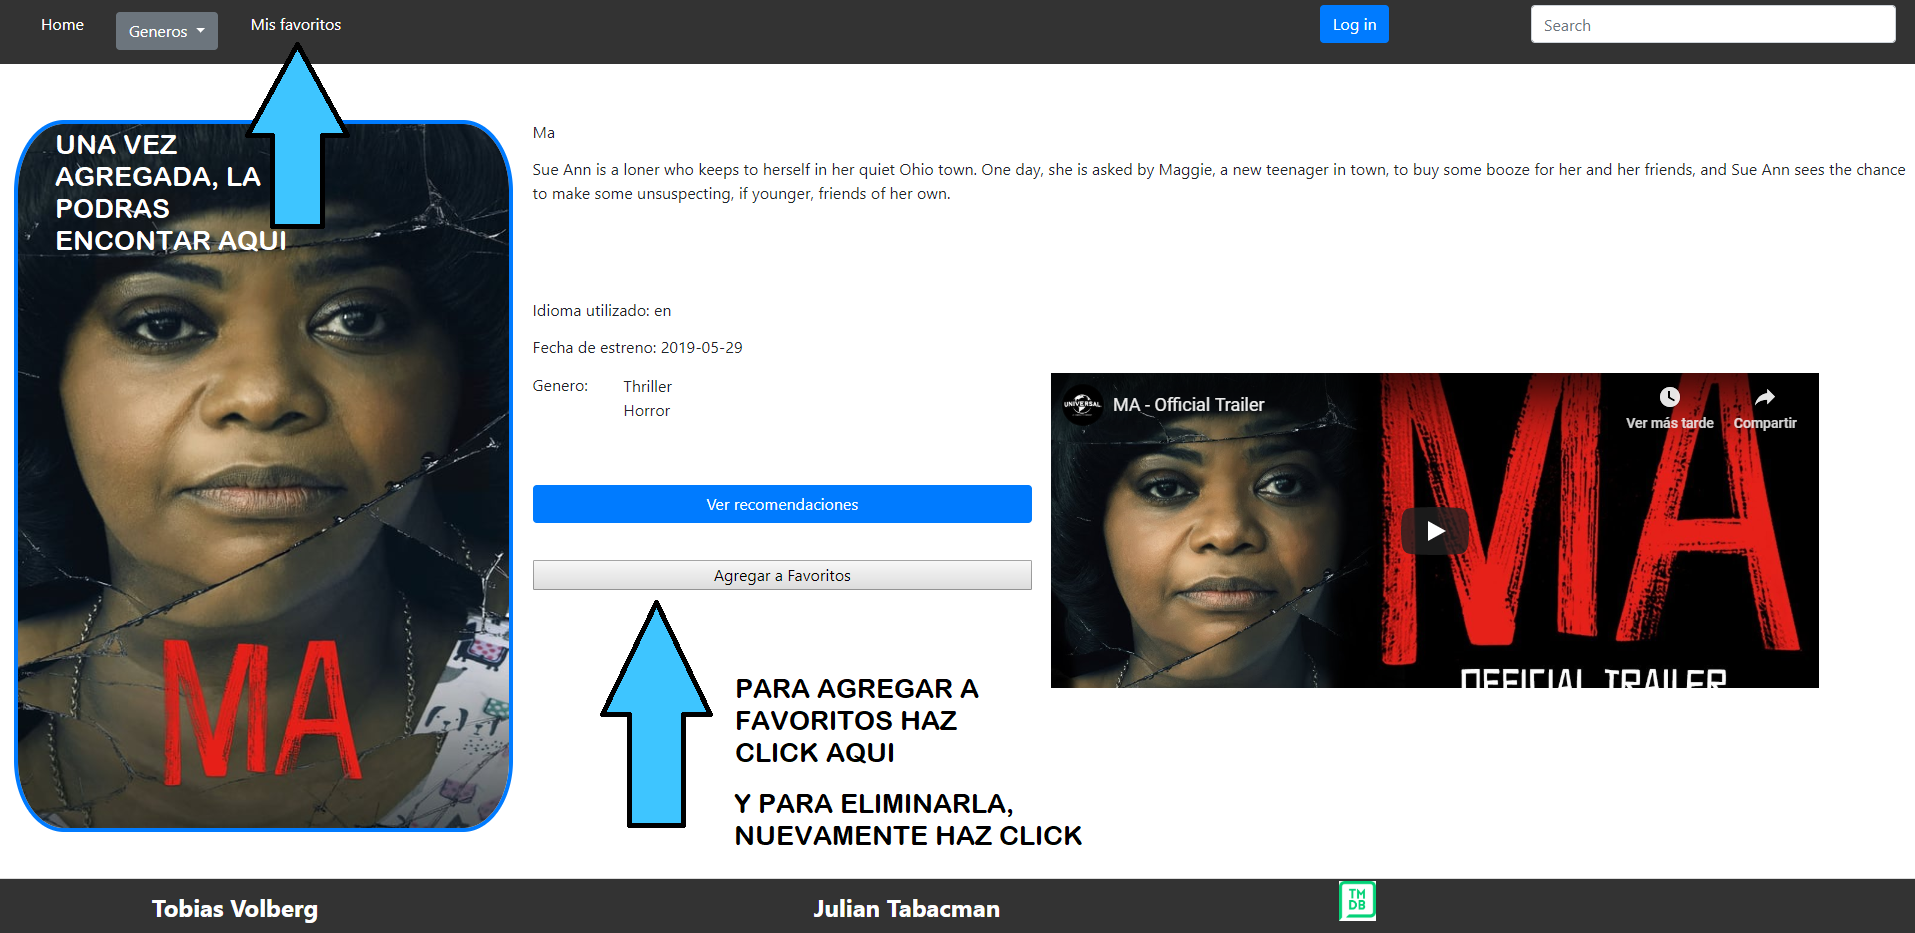 Home
Generos
Mis favoritos
Log in
Search
UNA VEZ
AGREGADA, LA
PODRAS
ENCONTAR AQUI
MA
Ma
Sue Ann is a loner who keeps to herself in her quiet Ohio town. One day, she is asked by Maggie, a new teenager in town, to buy some booze for her and her friends, and Sue Ann sees the chance
to make some unsuspecting, if younger, friends of her own.
Idioma utilizado: en
Fecha de estreno: 2019-05-29
Genero:
Thriller
Horror
Ver recomendaciones
Agregar a Favoritos
UNIVERSAL
MA - Official Trailer
Ver más tarde
Compartir
MA
OFFICIAL TRAILER
PARA AGREGAR A
FAVORITOS HAZ
CLICK AQUI
Y PARA ELIMINARLA,
NUEVAMENTE HAZ CLICK
Tobias Volberg
Julian Tabacman
TM
DB